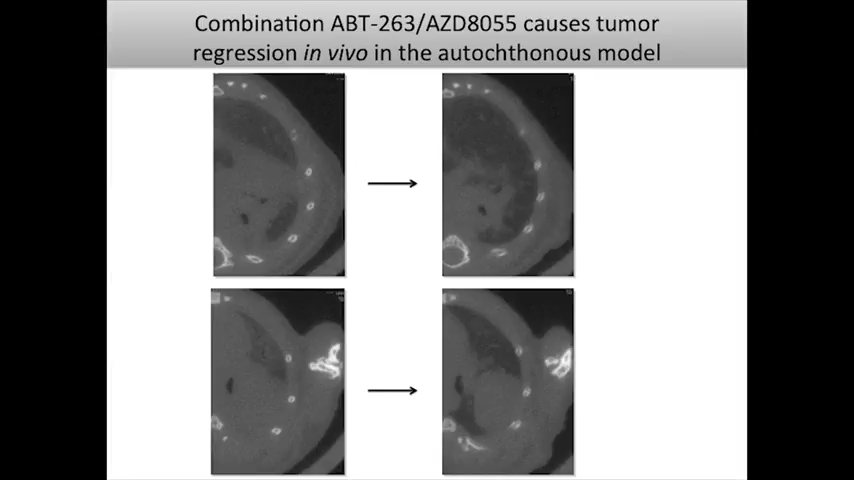 Combination ABT-263/AZD8055 causes tumor
regression in vivo in the autochthonous model